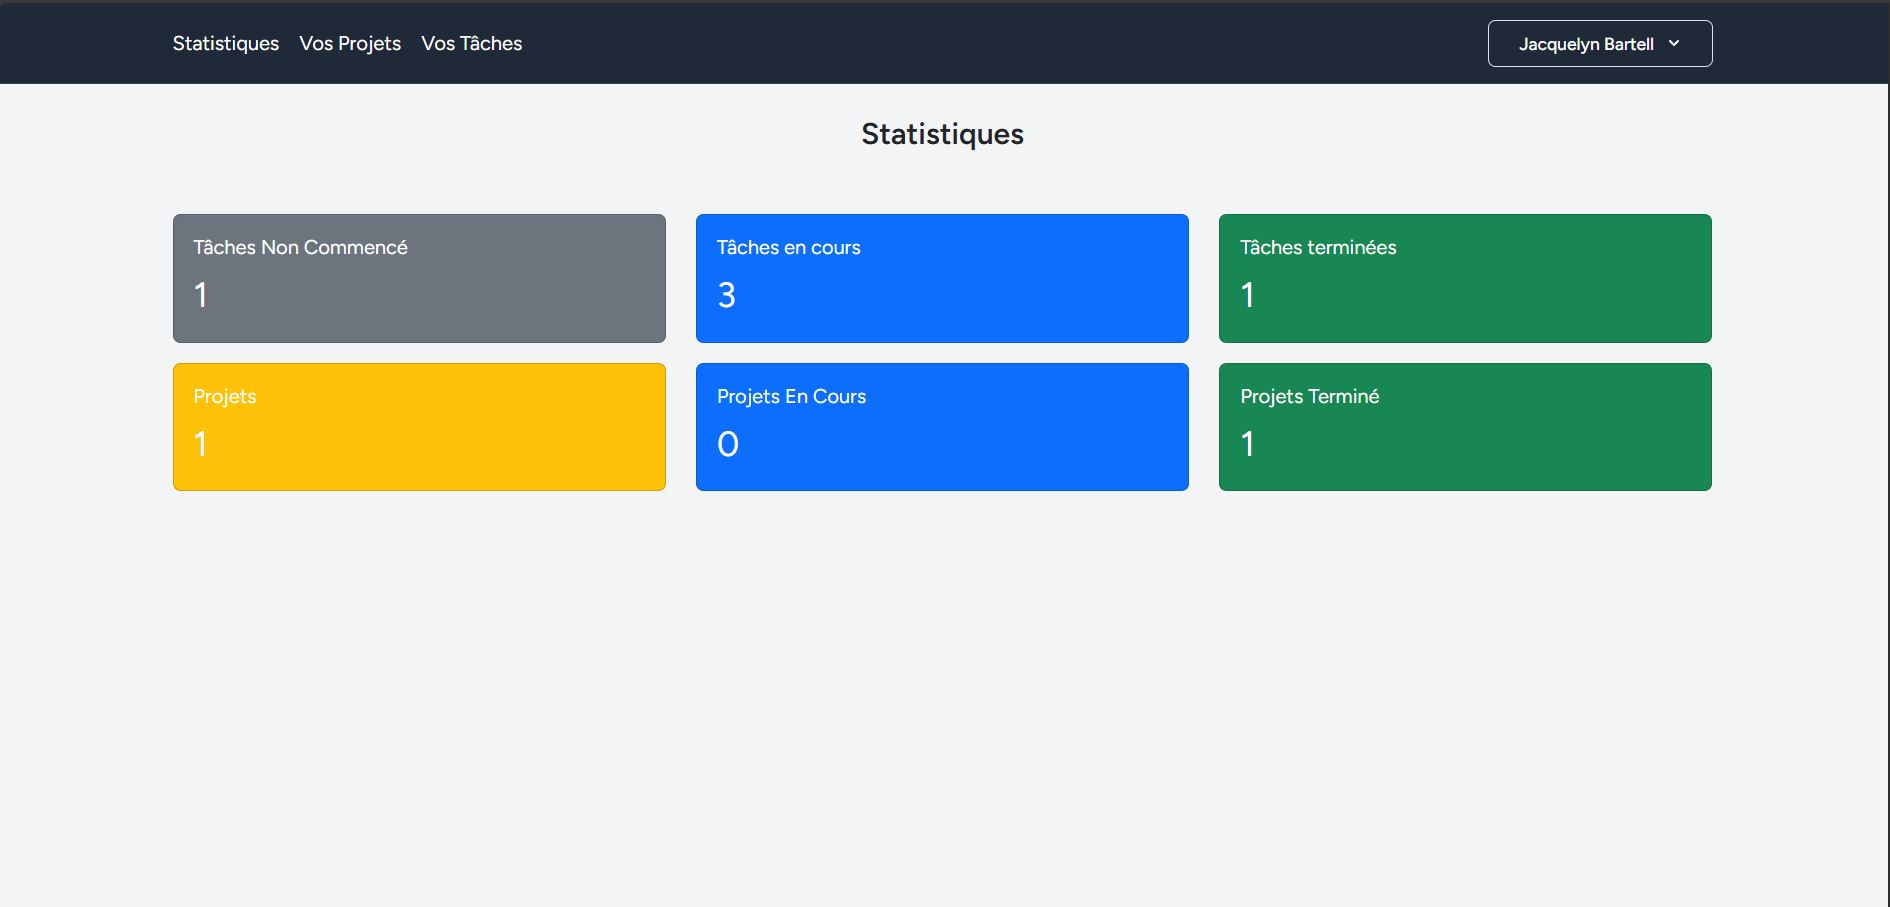 Statistiques Vos Projets Vos Tâches Jacquelyn Bartell
Statistiques
Tâches Non Commencé
1
Tâches en cours
3
Tâches terminées
1
Projets
1
Projets En Cours
0
Projets Terminé
1